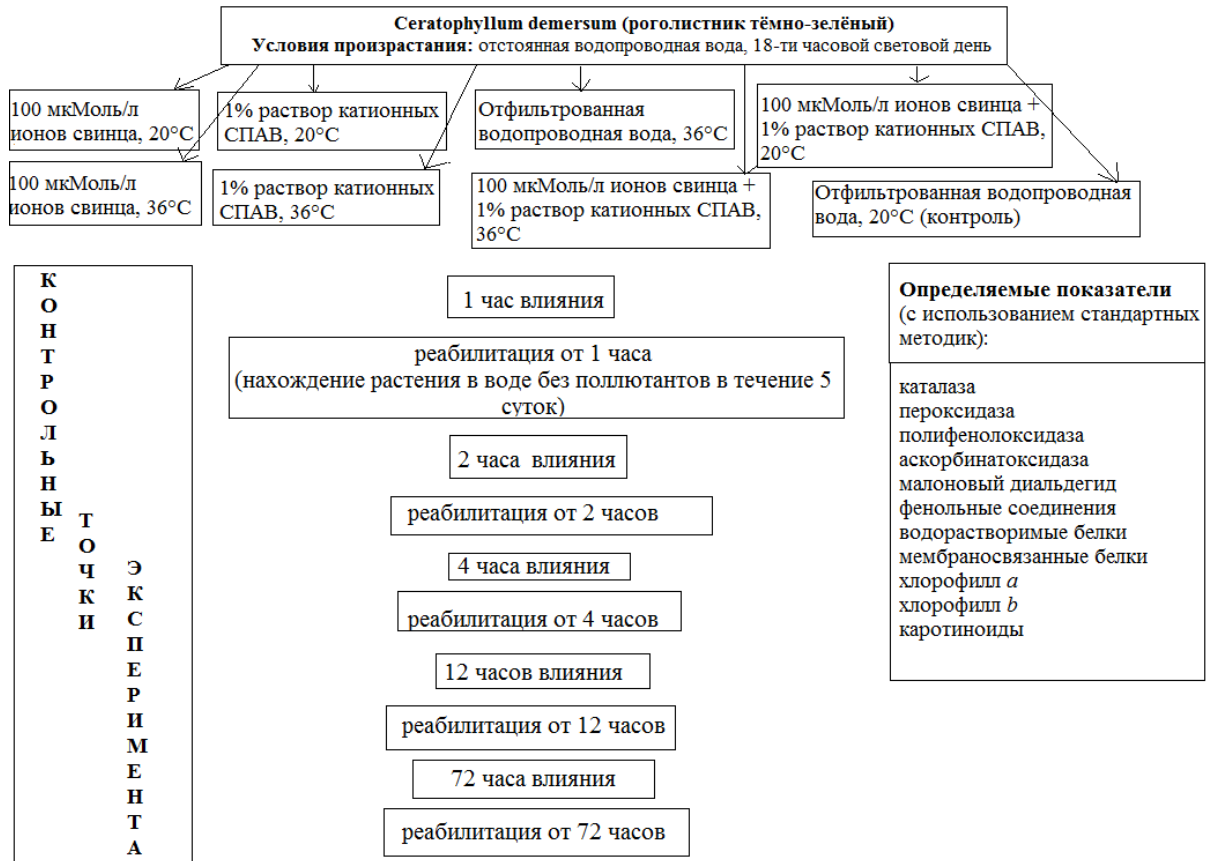 Ceratophyllum demersum (роголистник тёмно-зелёный)
Условия произрастания: отстоянная водопроводная вода, 18-ти часовой световой день
100 мкМоль/л
ионов свинца, 20°С
1% раствор катионных
СПАВ, 20°С
Отфильтрованная
водопроводная вода, 36°С
100 мкМоль/л ионов свинца +
1% раствор катионных СПАВ,
20°С
100 мкМоль/л
ионов свинца, 36°С
1% раствор катионных
СПАВ, 36°С
100 мкМоль/л ионов свинца +
1% раствор катионных СПАВ,
36°С
Отфильтрованная водопроводная
вода, 20°С (контроль)
КОНТРОЛЬНЫЕ
ТОЧКИ
ЭКСПЕРИМЕНТА
1 час влияния
реабилитация от 1 часа
(нахождение растения в воде без поллютантов в течение 5
суток)
2 часа влияния
реабилитация от 2 часов
4 часа влияния
реабилитация от 4 часов
12 часов влияния
реабилитация от 12 часов
72 часа влияния
реабилитация от 72 часов
Определяемые показатели
(с использованием стандартных
методик):
каталаза
пероксидаза
полифенолоксидаза
аскорбинатоксидаза
малоновый диальдегид
фенольные соединения
водорастворимые белки
мембраносвязанные белки
хлорофилл a
хлорофилл b
каротиноиды